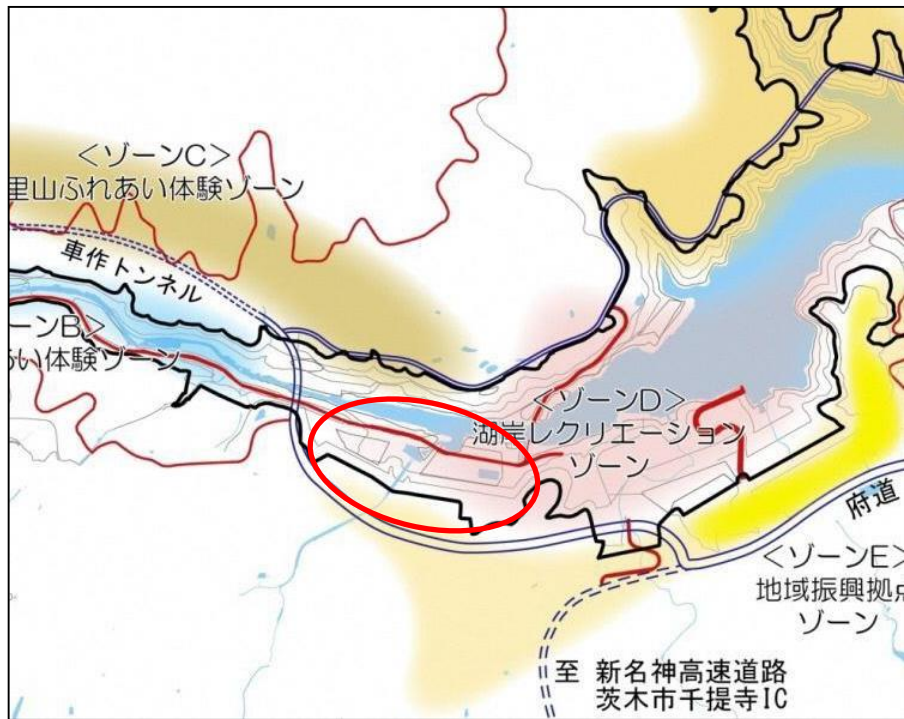 <ゾーンC>
里山ふれあい体験ゾーン
車作トンネル
ーンB>
あい体験ゾーン
<ゾーンD>
湖岸レクリエーション
ゾーン
府道
<ゾーンE>
地域振興拠点
ゾーン
至 新名神高速道路
茨木市千提寺IC